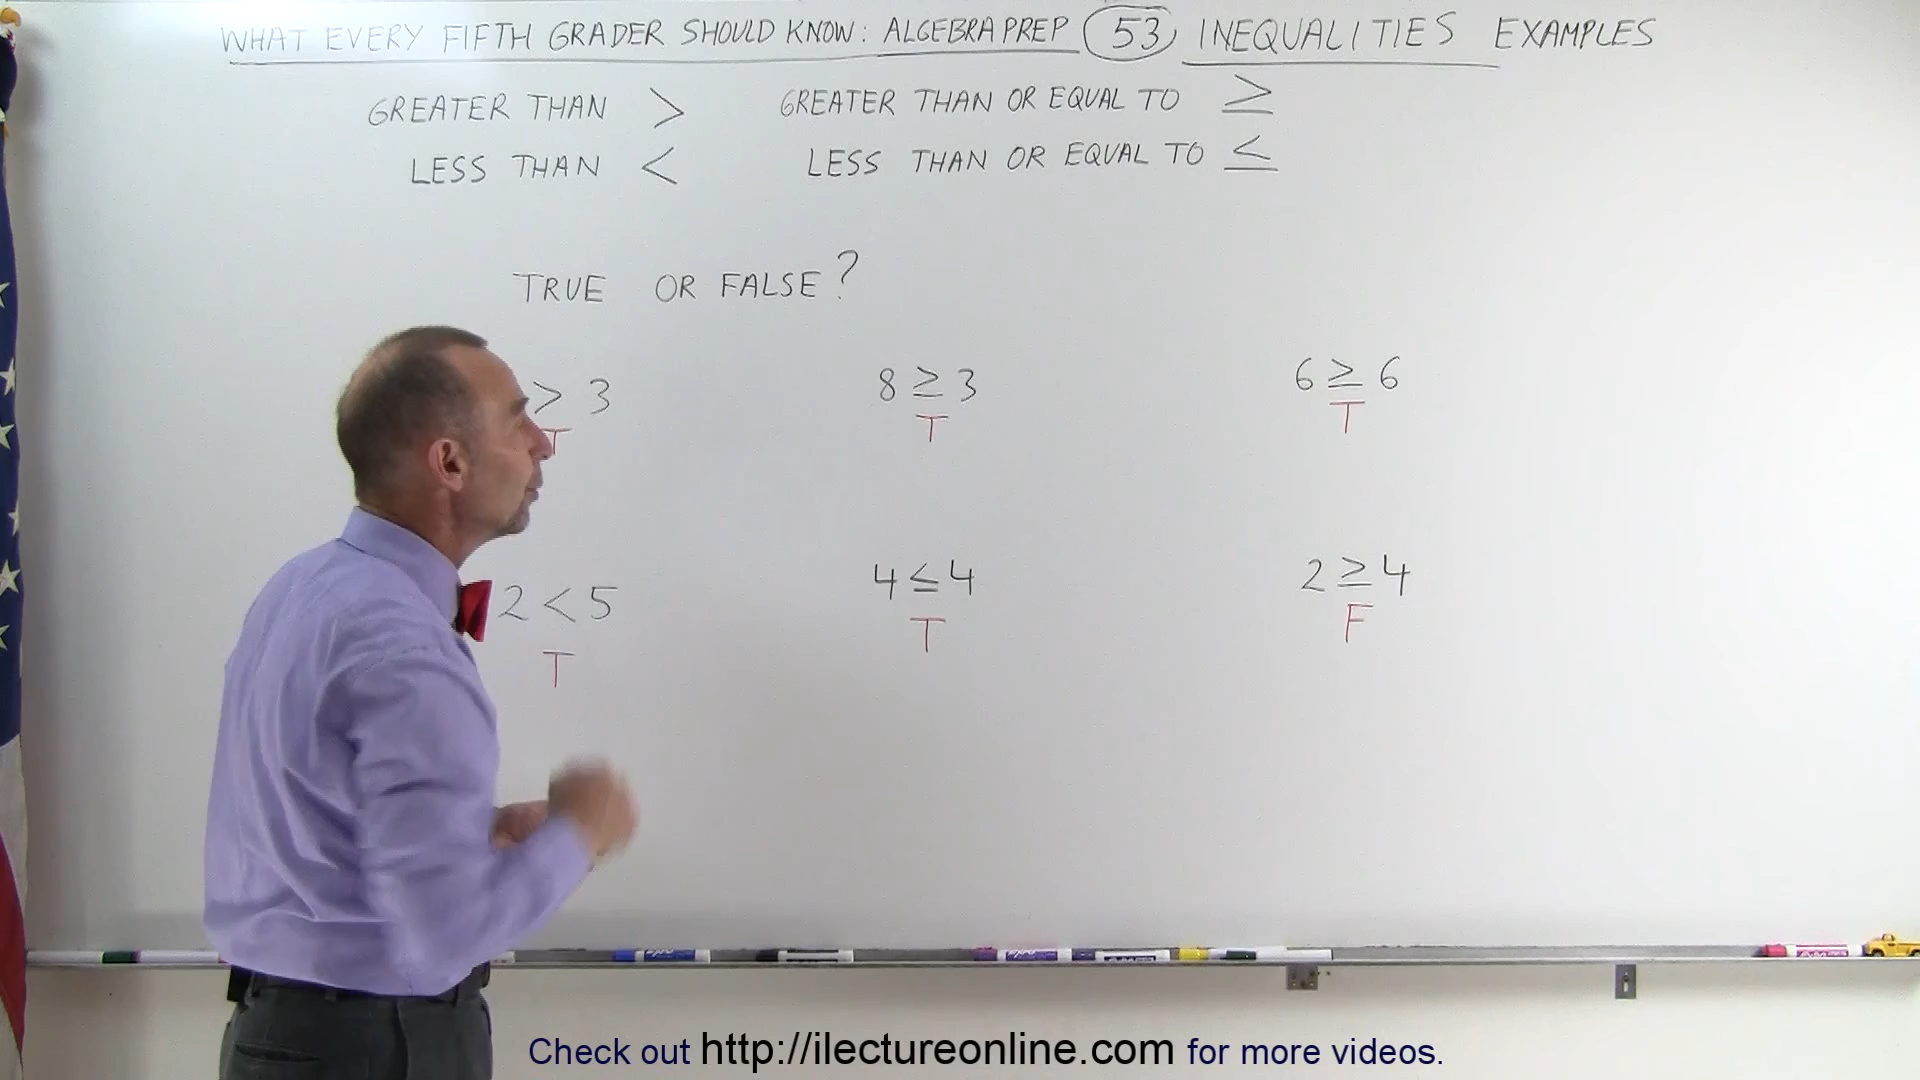 WHAT EVERY FIFTH GRADER SHOULD KNOW: ALGEBRA PREP 53 INEQUALITIES EXAMPLES
GREATER THAN > GREATER THAN OR EQUAL TO ≥
LESS THAN < LESS THAN OR EQUAL TO ≤
TRUE OR FALSE?
> 3 8 ≥ 3 6 ≥ 6
T T T
2 < 5 4 ≤ 4 2 ≥ 4
T T F
Check out http://ilectureonline.com for more videos.